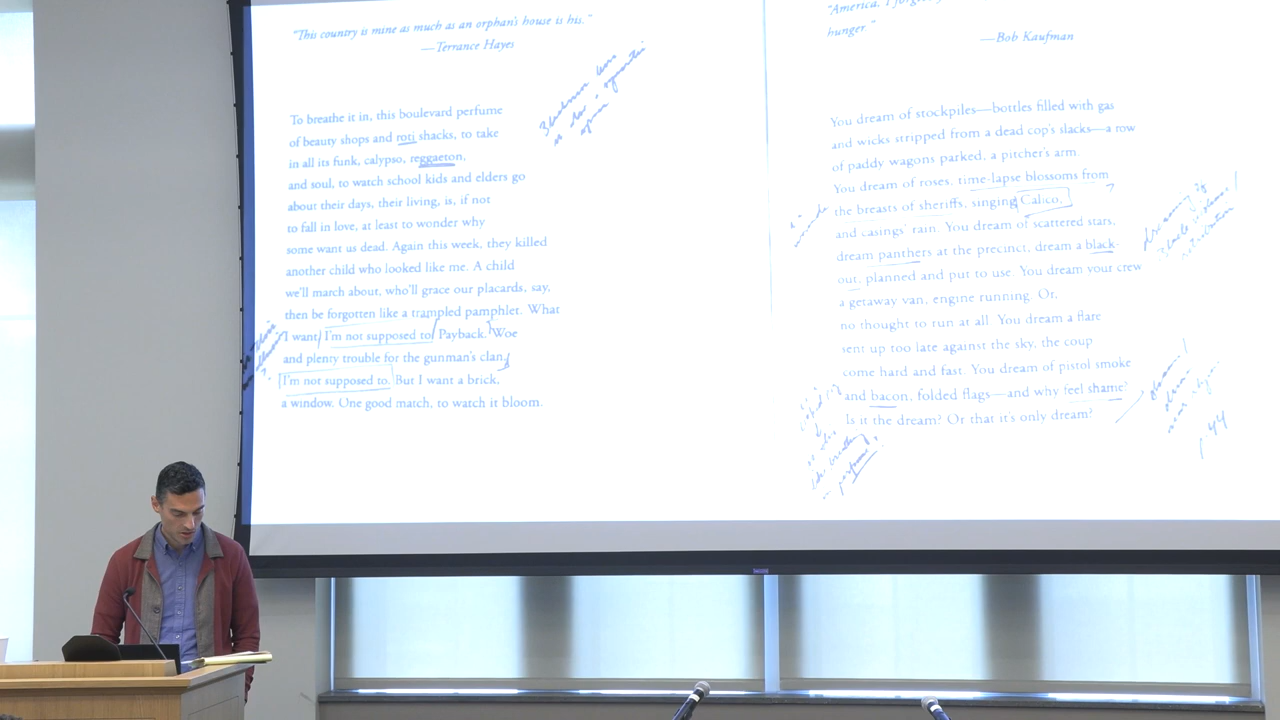 "This country is mine as much as an orphan's house is his."
—Terrance Hayes
To breathe it in, this boulevard perfume
of beauty shops and roti shacks, to take
in all its funk, calypso, reggaeton,
and soul, to watch school kids and elders go
about their days, their living, is, if not
to fall in love, at least to wonder why
some want us dead. Again this week, they killed
another child who looked like me. A child
we'll march about, who'll grace our placards, say,
then be forgotten like a trampled pamphlet. What
I want, I'm not supposed to. Payback. Woe
and plenty trouble for the gunman's clan.
I'm not supposed to. But I want a brick,
a window. One good match, to watch it bloom.
"America, I
hunger."
—Bob Kaufman
You dream of stockpiles—bottles filled with gas
and wicks stripped from a dead cop's slacks—a row
of paddy wagons parked, a pitcher's arm.
You dream of roses, time-lapse blossoms from
the breasts of sheriffs, singing Calico,
and casings' rain. You dream of scattered stars,
dream panthers at the precinct, dream a black-
out, planned and put to use. You dream your crew
a getaway van, engine running. Or,
no thought to run at all. You dream a flare
sent up too late against the sky, the coup
come hard and fast. You dream of pistol smoke
and bacon, folded flags—and why feel shame?
Is it the dream? Or that it's only dream?
44